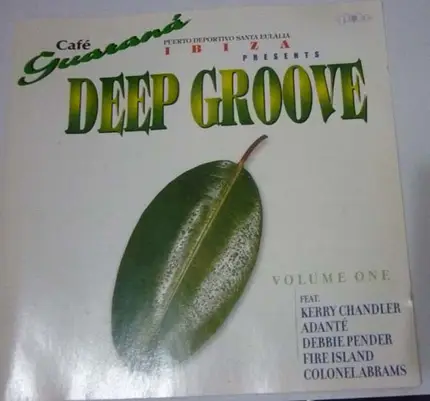 Café
Guaraná
PUERTO DEPORTIVO SANTA EULALIA
IBIZA
PRESENTS
DEEP GROOVE
VOLUME ONE
FEAT.
KERRY CHANDLER
ADANTÉ
DEBBIE PENDER
FIRE ISLAND
COLONEL ABRAMS